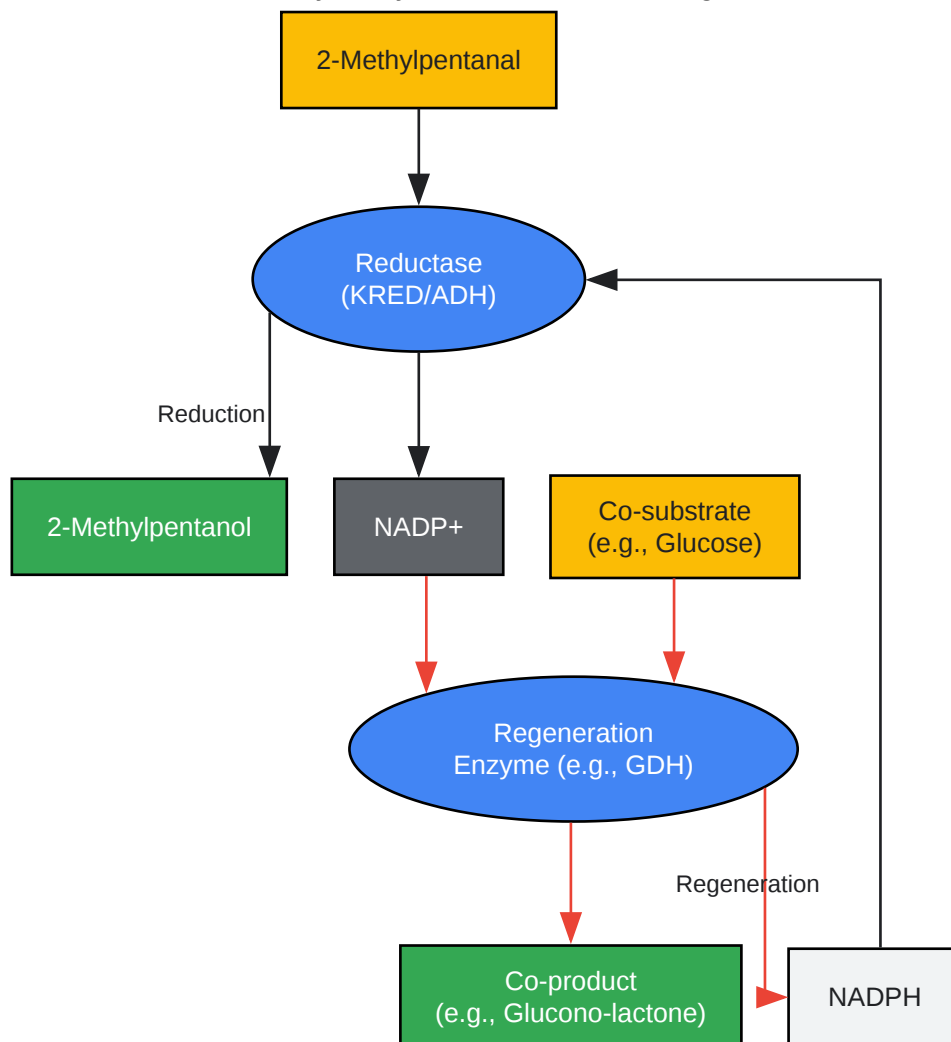 2-Methylpentanal
Reductase
(KRED/ADH)
Reduction
2-Methylpentanol
NADP+
Co-substrate
(e.g., Glucose)
Regeneration
Enzyme (e.g., GDH)
Regeneration
Co-product
(e.g., Glucono-lactone)
NADPH